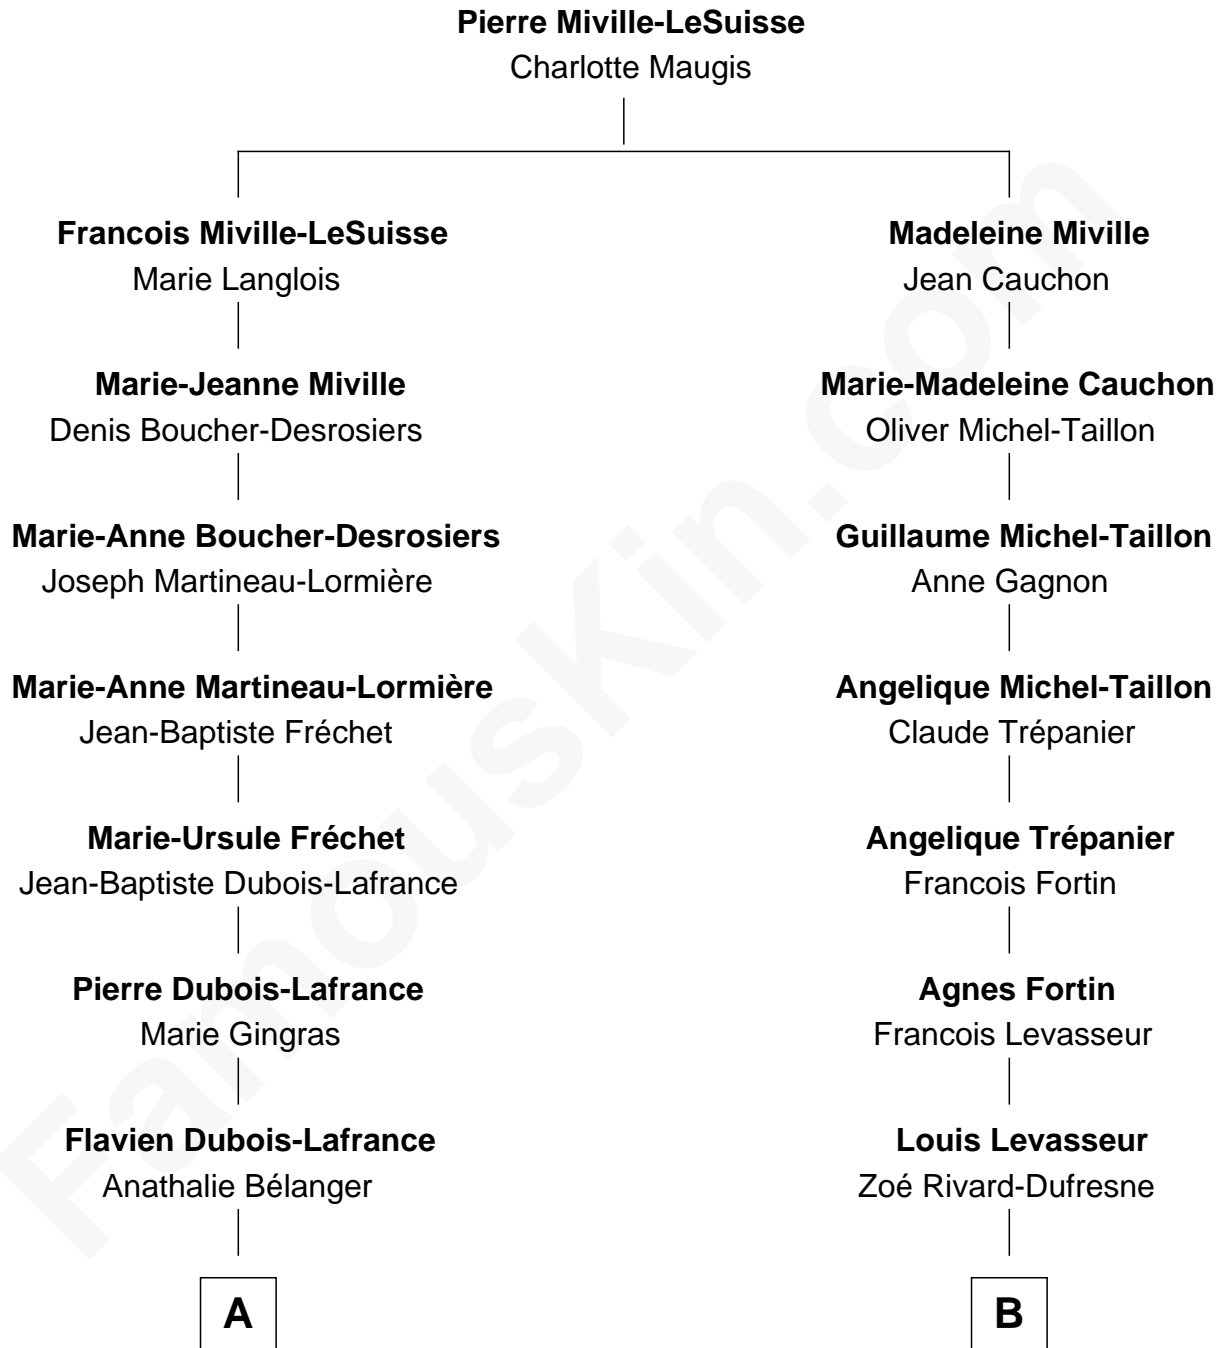 Pierre Miville-LeSuisse
Charlotte Maugis
Francois Miville-LeSuisse
Marie Langlois
Madeleine Miville
Jean Cauchon
Marie-Jeanne Miville
Denis Boucher-Desrosiers
Marie-Madeleine Cauchon
Oliver Michel-Taillon
Marie-Anne Boucher-Desrosiers
Joseph Martineau-Lormière
Guillaume Michel-Taillon
Anne Gagnon
Marie-Anne Martineau-Lormière
Jean-Baptiste Fréchet
Angelique Michel-Taillon
Claude Trépanier
Marie-Ursule Fréchet
Jean-Baptiste Dubois-Lafrance
Angelique Trépanier
Francois Fortin
Pierre Dubois-Lafrance
Marie Gingras
Agnes Fortin
Francois Levasseur
Flavien Dubois-Lafrance
Anathalie Bélanger
Louis Levasseur
Zoé Rivard-Dufresne
A
B
FamousKin.com